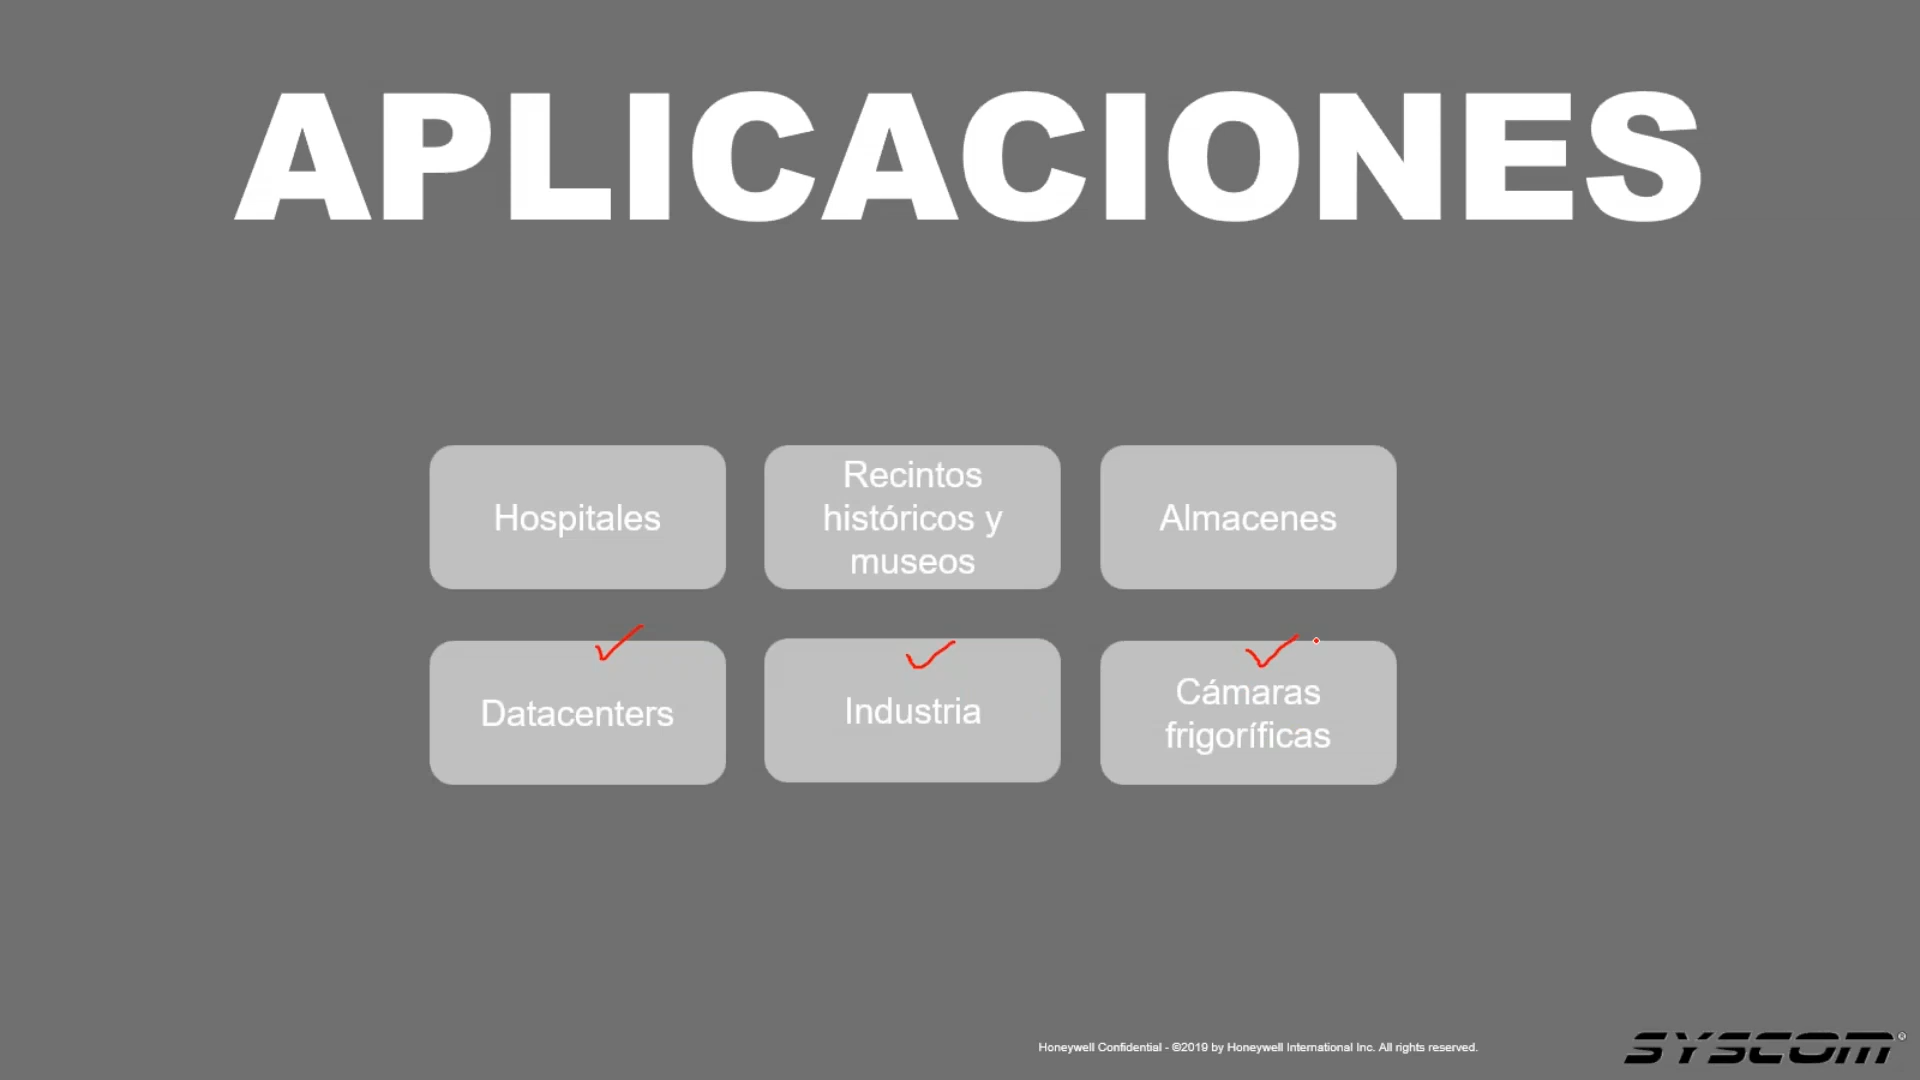 APLICACIONES
Hospitales
Recintos
históricos y
museos
Almacenes
Datacenters
Industria
Cámaras
frigoríficas
Honeywell Confidential - ©2019 by Honeywell International Inc. All rights reserved.
SYSCOM®